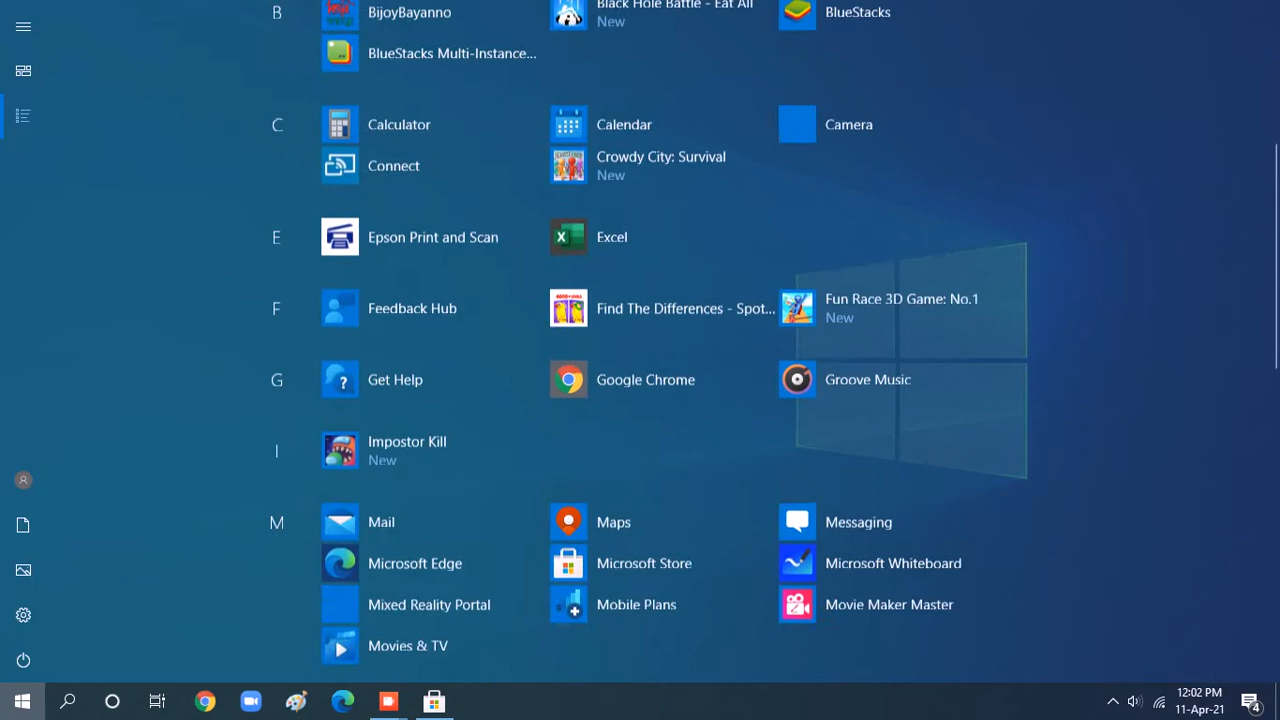 B
BijoyBayanno
Black Hole Battle - Eat All
New
BlueStacks
BlueStacks Multi-Instance...
C
Calculator
Calendar
Camera
Connect
Crowdy City: Survival
New
E
Epson Print and Scan
Excel
F
Feedback Hub
Find The Differences - Spot...
Fun Race 3D Game: No.1
New
G
Get Help
Google Chrome
Groove Music
I
Impostor Kill
New
M
Mail
Maps
Messaging
Microsoft Edge
Microsoft Store
Microsoft Whiteboard
Mixed Reality Portal
Mobile Plans
Movie Maker Master
Movies & TV
12:02 PM
11-Apr-21
4